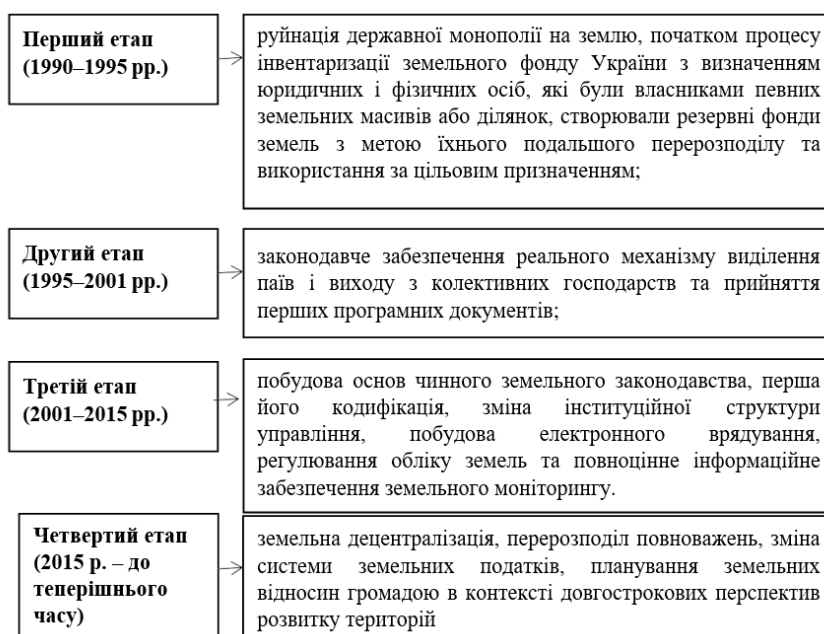 Перший етап
(1990–1995 рр.)
руйнація державної монополії на землю, початком процесу
інвентаризації земельного фонду України з визначенням
юридичних і фізичних осіб, які були власниками певних
земельних масивів або ділянок, створювали резервні фонди
земель з метою їхнього подальшого перерозподілу та
використання за цільовим призначенням;
Другий етап
(1995–2001 рр.)
законодавче забезпечення реального механізму виділення
паїв і виходу з колективних господарств та прийняття
перших програмних документів;
Третій етап
(2001–2015 рр.)
побудова основ чинного земельного законодавства, перша
його кодифікація, зміна інституційної структури
управління, побудова електронного врядування,
регулювання обліку земель та повноцінне інформаційне
забезпечення земельного моніторингу.
Четвертий етап
(2015 р. – до
теперішнього
часу)
земельна децентралізація, перерозподіл повноважень, зміна
системи земельних податків, планування земельних
відносин громадою в контексті довгострокових перспектив
розвитку територій